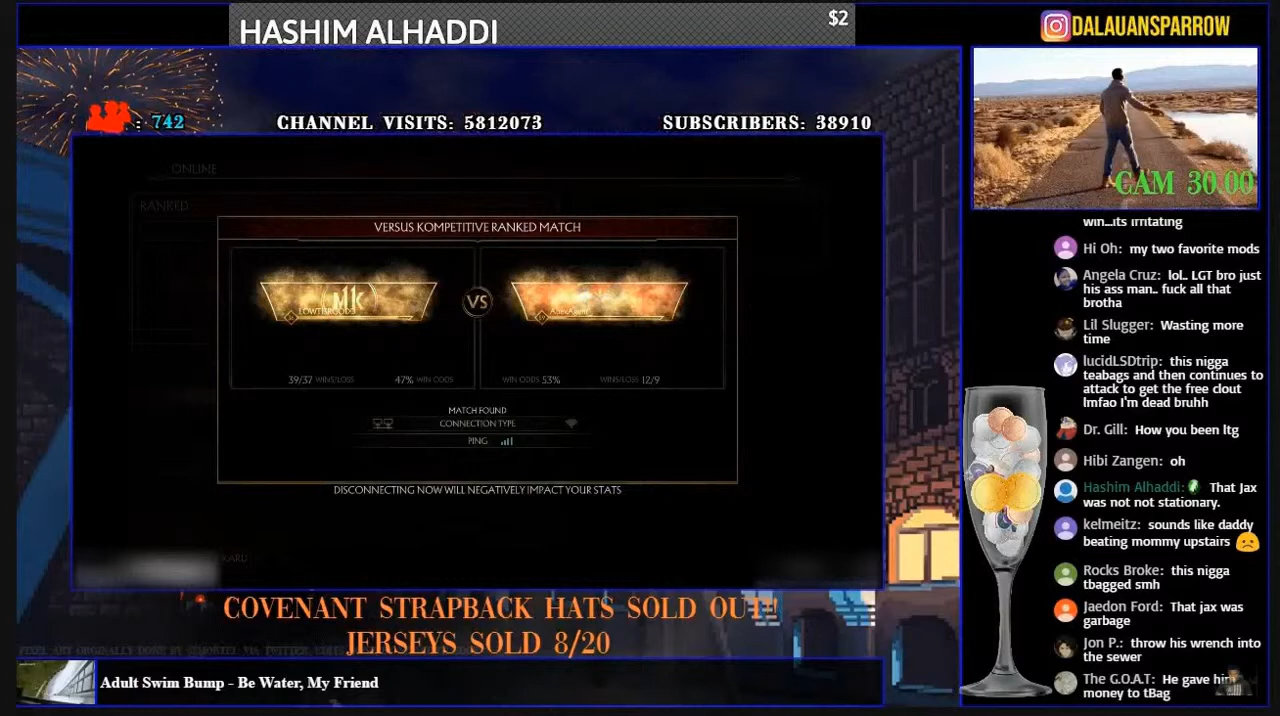 HASHIM ALHADDI
$2
DALAUANSPARROW
: 742
CHANNEL VISITS: 5812073
SUBSCRIBERS: 38910
CAM 30.00
ONLINE
RANKED
VERSUS KOMPETITIVE RANKED MATCH
VS
39/37 WINS/LOSS
47% WIN ODDS
WIN ODDS 53%
WINS/LOSS 12/9
MATCH FOUND
CONNECTION TYPE
PING
DISCONNECTING NOW WILL NEGATIVELY IMPACT YOUR STATS
COVENANT STRAPBACK HATS SOLD OUT!!
JERSEYS SOLD 8/20
Adult Swim Bump - Be Water, My Friend
win...its irritating
Hi Oh: my two favorite mods
Angela Cruz: lol.. LGT bro just
his ass man.. fuck all that
brotha
Lil Slugger: Wasting more
time
lucidLSDtrip: this nigga
teabags and then continues to
attack to get the free clout
lmfao I'm dead bruhh
Dr. Gill: How you been ltg
Hibi Zangen: oh
Hashim Alhaddi: That Jax
was not not stationary.
kelmeitz: sounds like daddy
beating mommy upstairs
Rocks Broke: this nigga
tbagged smh
Jaedon Ford: That jax was
garbage
Jon P.: throw his wrench into
the sewer
The G.O.A.T: He gave him
money to tBag